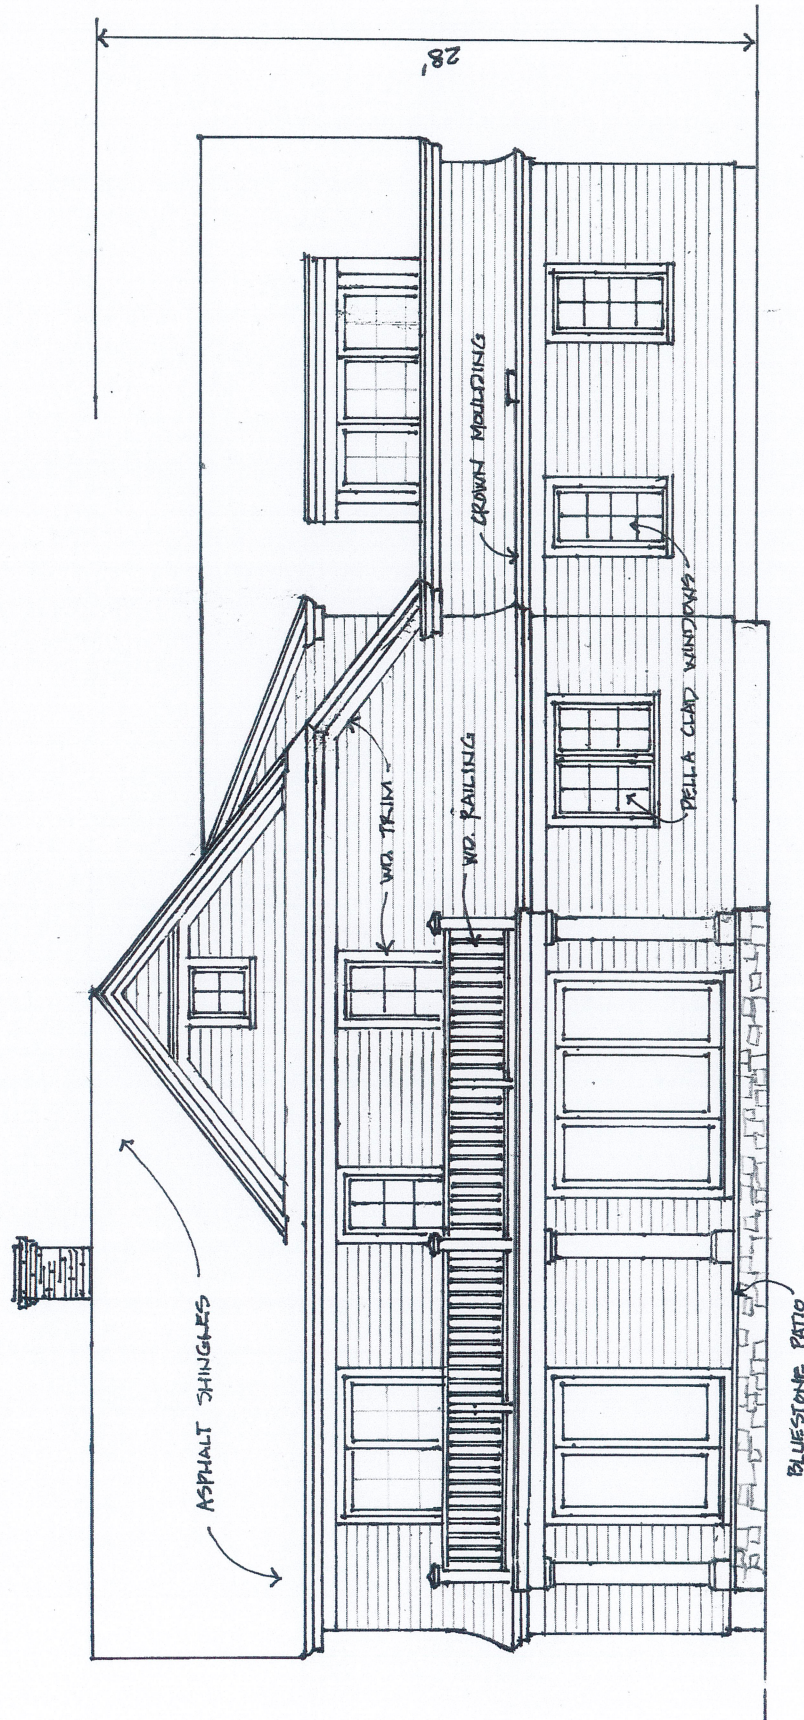 28'
ASPHALT SHINGLES
WD. TRIM
WD. RAILING
CROWN MOULDING
PELLA CLAD WINDOWS
BLUESTONE PATIO